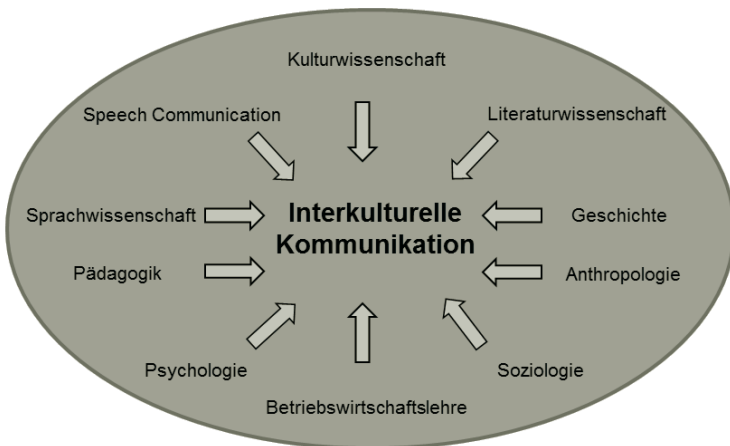 Kulturwissenschaft
Speech Communication
Literaturwissenschaft
Sprachwissenschaft
Interkulturelle
Kommunikation
Geschichte
Pädagogik
Anthropologie
Psychologie
Soziologie
Betriebswirtschaftslehre